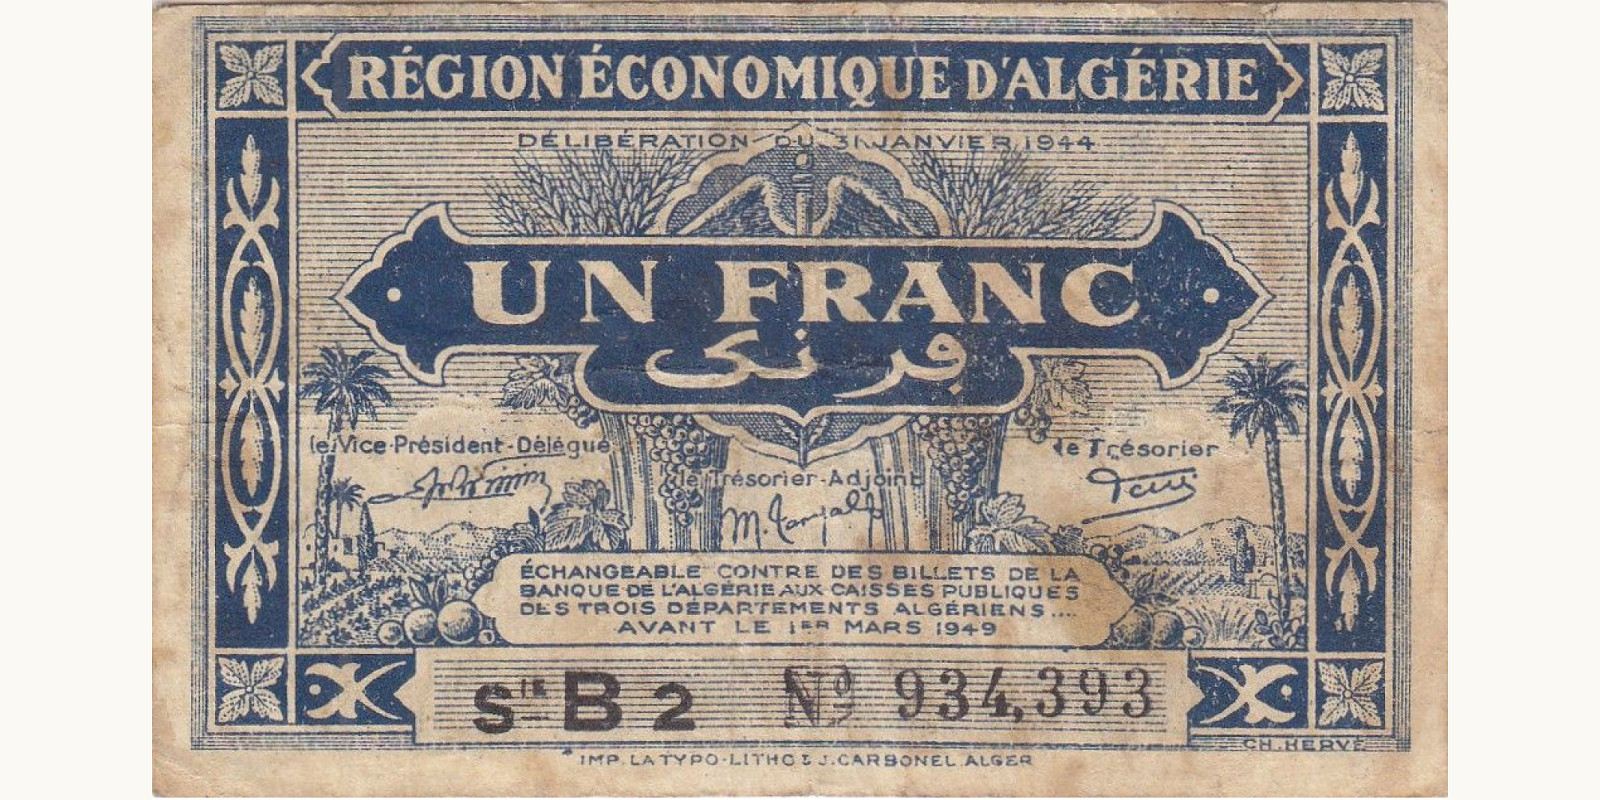 RÉGION ÉCONOMIQUE D'ALGÉRIE
DÉLIBÉRATION DU 31 JANVIER 1944
UN FRANC
فرنك
le Vice-Président-Délégué
le Trésorier
le Trésorier-Adjoint
ÉCHANGEABLE CONTRE DES BILLETS DE LA
BANQUE DE L'ALGÉRIE AUX CAISSES PUBLIQUES
DES TROIS DÉPARTEMENTS ALGÉRIENS....
AVANT LE 1ER MARS 1949
SIE B 2 No 934,393
CH. HERVÉ
IMP. LA TYPO-LITHO & J. CARBONEL ALGER